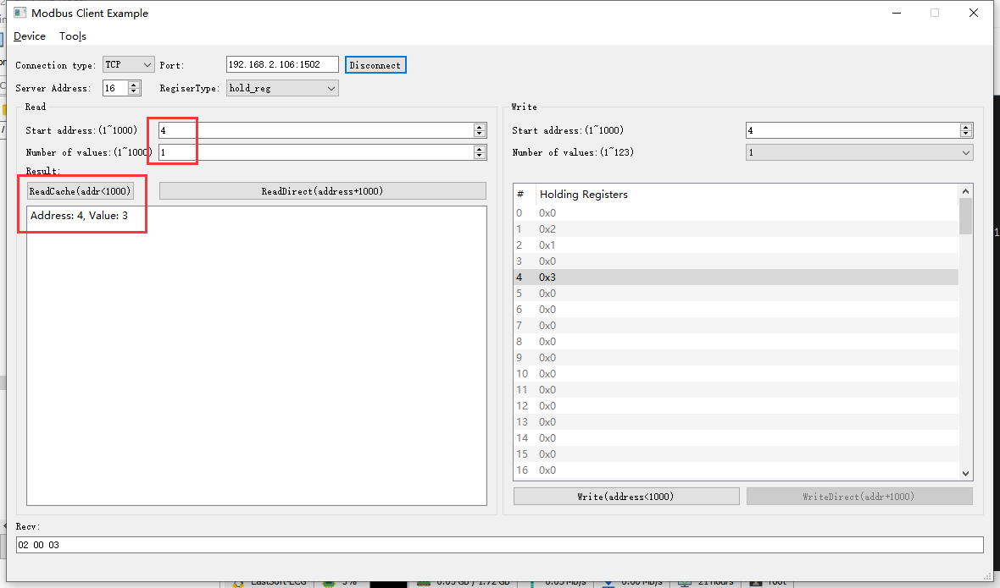 Modbus Client Example
Device Tools
Connection type: TCP Port: 192.168.2.106:1502 Disconnect
Server Address: 16 RegiserType: hold_reg
Read
Start address:(1~1000) 4
Number of values:(1~1000) 1
Result:
ReadCache(addr<1000) ReadDirect(address+1000)
Address: 4, Value: 3
Write
Start address:(1~1000) 4
Number of values:(1~123) 1
# Holding Registers
0 0x0
1 0x2
2 0x1
3 0x0
4 0x3
5 0x0
6 0x0
7 0x0
8 0x0
9 0x0
10 0x0
11 0x0
12 0x0
13 0x0
14 0x0
15 0x0
16 0x0
Write(address<1000) WriteDirect(addr+1000)
Recv:
02 00 03